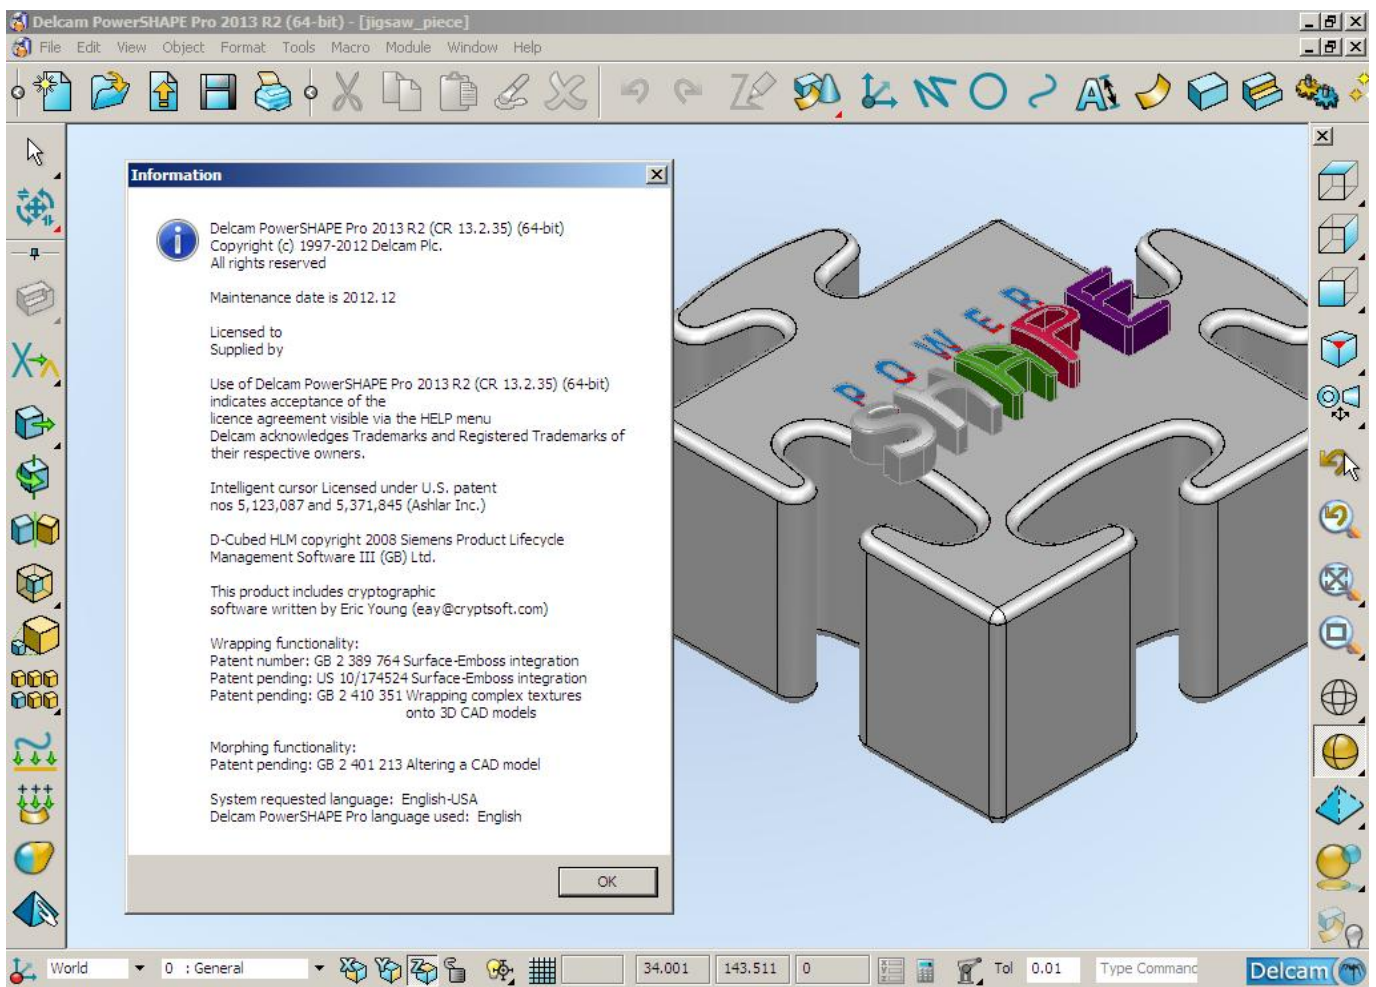 Delcam PowerSHAPE Pro 2013 R2 (64-bit) - [jigsaw_piece]
File Edit View Object Format Tools Macro Module Window Help
Information
Delcam PowerSHAPE Pro 2013 R2 (CR 13.2.35) (64-bit)
Copyright (c) 1997-2012 Delcam Plc.
All rights reserved
Maintenance date is 2012.12
Licensed to
Supplied by
Use of Delcam PowerSHAPE Pro 2013 R2 (CR 13.2.35) (64-bit)
indicates acceptance of the
licence agreement visible via the HELP menu
Delcam acknowledges Trademarks and Registered Trademarks of
their respective owners.
Intelligent cursor Licensed under U.S. patent
nos 5,123,087 and 5,371,845 (Ashlar Inc.)
D-Cubed HLM copyright 2008 Siemens Product Lifecycle
Management Software III (GB) Ltd.
This product includes cryptographic
software written by Eric Young (eay@cryptsoft.com)
Wrapping functionality:
Patent number: GB 2 389 764 Surface-Emboss integration
Patent pending: US 10/174524 Surface-Emboss integration
Patent pending: GB 2 410 351 Wrapping complex textures
onto 3D CAD models
Morphing functionality:
Patent pending: GB 2 401 213 Altering a CAD model
System requested language: English-USA
Delcam PowerSHAPE Pro language used: English
OK
POWER
SHAPE
World 0 : General 34.001 143.511 0 Tol 0.01 Type Command Delcam